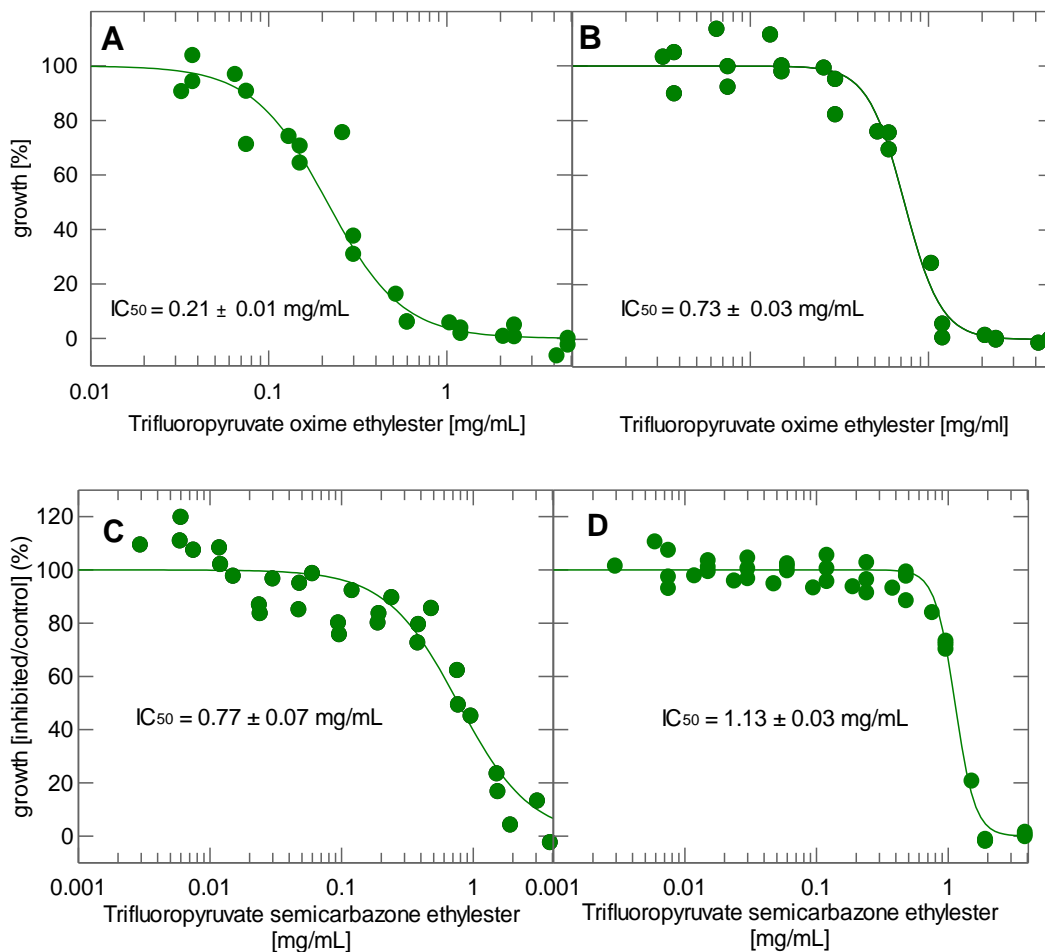 A
B
100
80
60
40
20
0
growth [%]
IC50 = 0.21 ± 0.01 mg/mL
IC50 = 0.73 ± 0.03 mg/mL
0.01
0.1
1
Trifluoropyruvate oxime ethylester [mg/mL]
Trifluoropyruvate oxime ethylester [mg/ml]
C
D
120
100
80
60
40
20
0
growth [inhibited/control] (%)
IC50 = 0.77 ± 0.07 mg/mL
IC50 = 1.13 ± 0.03 mg/mL
0.001
0.01
0.1
1
0.001
0.01
0.1
1
Trifluoropyruvate semicarbazone ethylester
[mg/mL]
Trifluoropyruvate semicarbazone ethylester
[mg/mL]